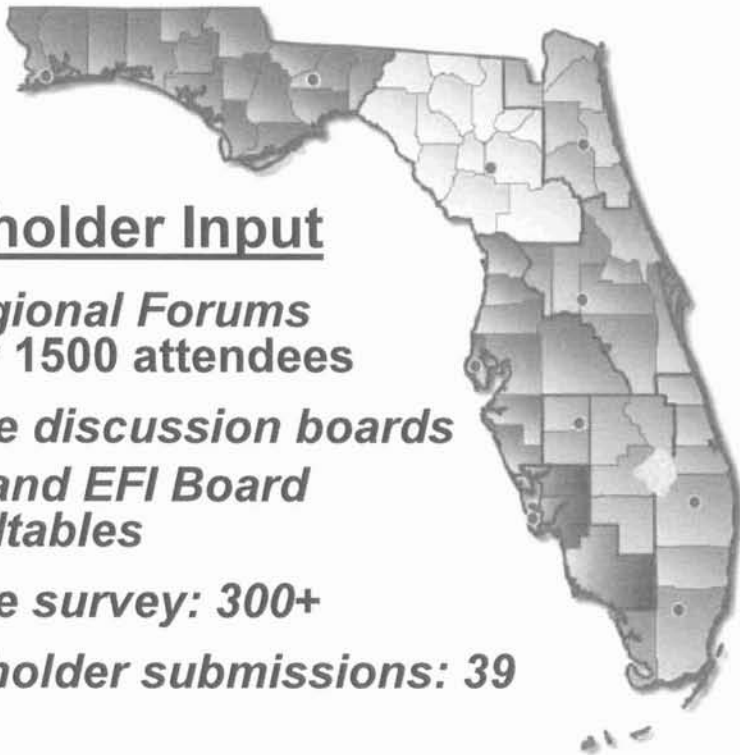 holder Input
gional Forums
1500 attendees
e discussion boards
and EFI Board
ltables
e survey: 300+
holder submissions: 39